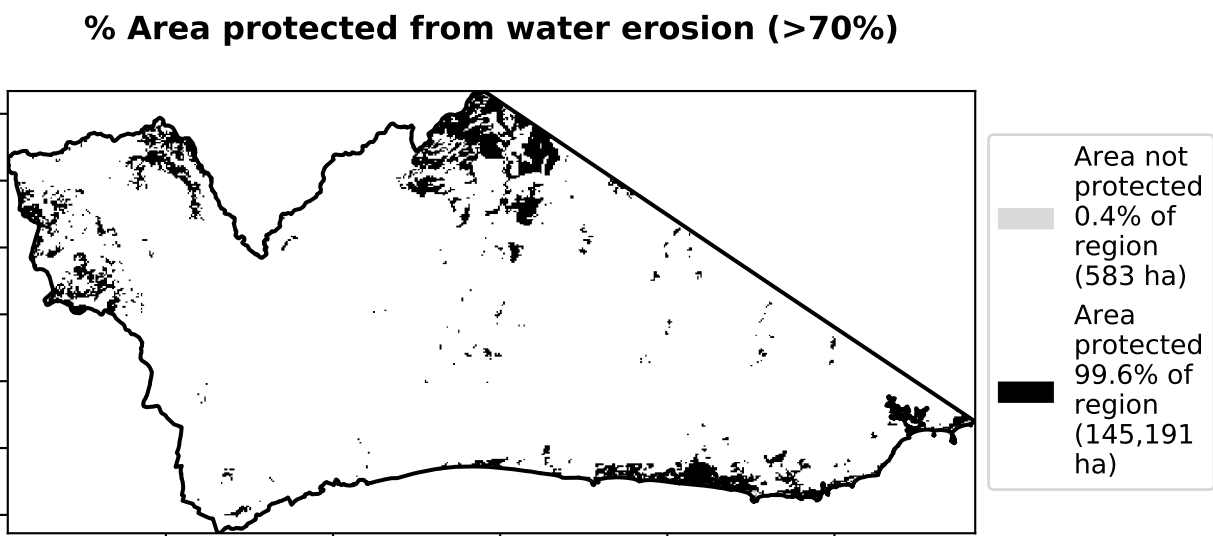 % Area protected from water erosion (>70%)
Area not
protected
0.4% of
region
(583 ha)
Area
protected
99.6% of
region
(145,191
ha)